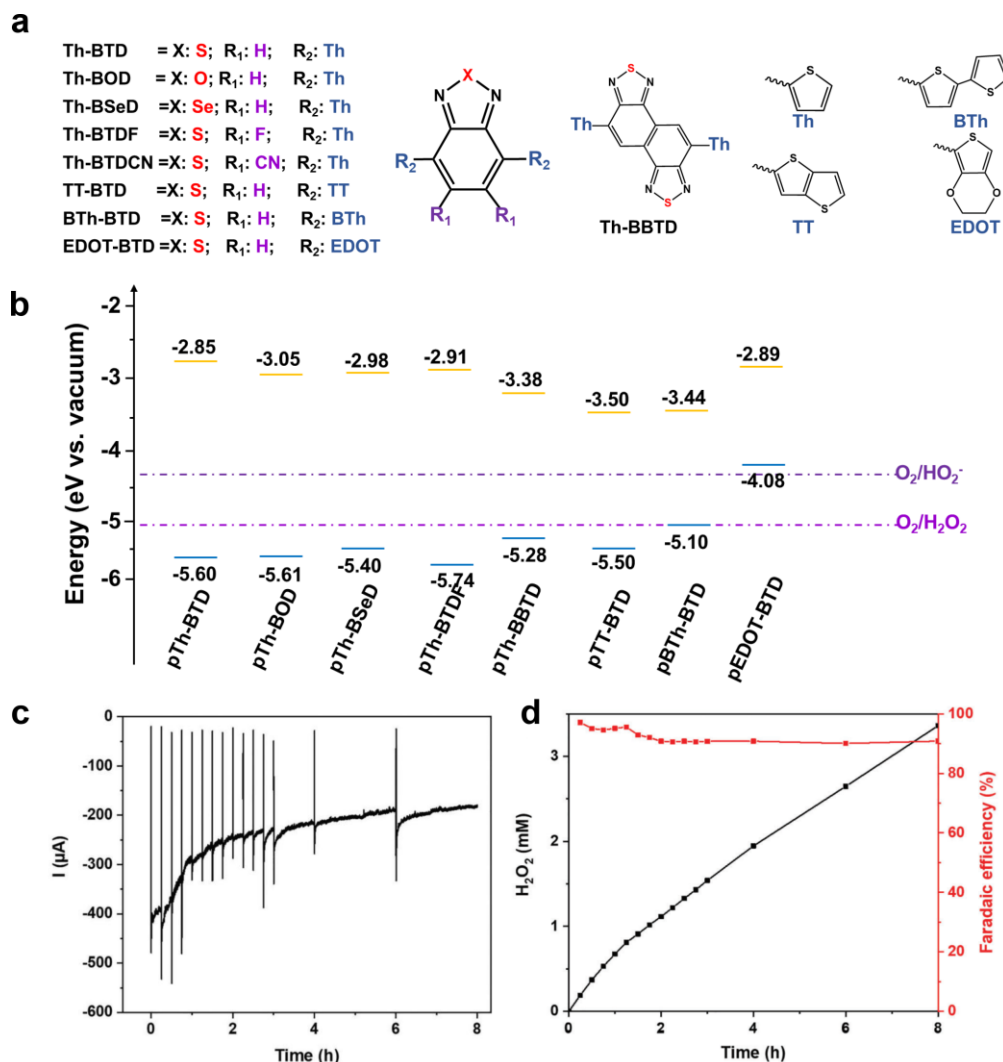 a
Th-BTD = X: S; R₁: H; R₂: Th
Th-BOD = X: O; R₁: H; R₂: Th
Th-BSeD = X: Se; R₁: H; R₂: Th
Th-BTDF = X: S; R₁: F; R₂: Th
Th-BTDCN = X: S; R₁: CN; R₂: Th
TT-BTD =X: S; R₁: H; R₂: TT
BTh-BTD =X: S; R₁: H; R₂: BTh
EDOT-BTD =X: S; R₁: H; R₂: EDOT
X
N N
R₂ R₂
R₁ R₁
S
N N
Th
Th
N N
S
Th-BBTD
S
Th
S
S
BTh
S
S
TT
S
O O
EDOT
b
Energy (eV vs. vacuum)
-2
-3
-4
-5
-6
-2.85
-3.05
-2.98
-2.91
-3.38
-3.50
-3.44
-2.89
-4.08
O₂/HO₂⁻
O₂/H₂O₂
-5.60
-5.61
-5.40
-5.74
-5.28
-5.50
-5.10
pTh-BTD
pTh-BOD
pTh-BSeD
pTh-BTDF
pTh-BBTD
pTT-BTD
pBTh-BTD
pEDOT-BTD
c
I (µA)
0
-100
-200
-300
-400
-500
-600
0 2 4 6 8
Time (h)
d
H₂O₂ (mM)
3
2
1
0
0 2 4 6 8
Time (h)
100
80
60
40
20
0
Faradaic efficiency (%)